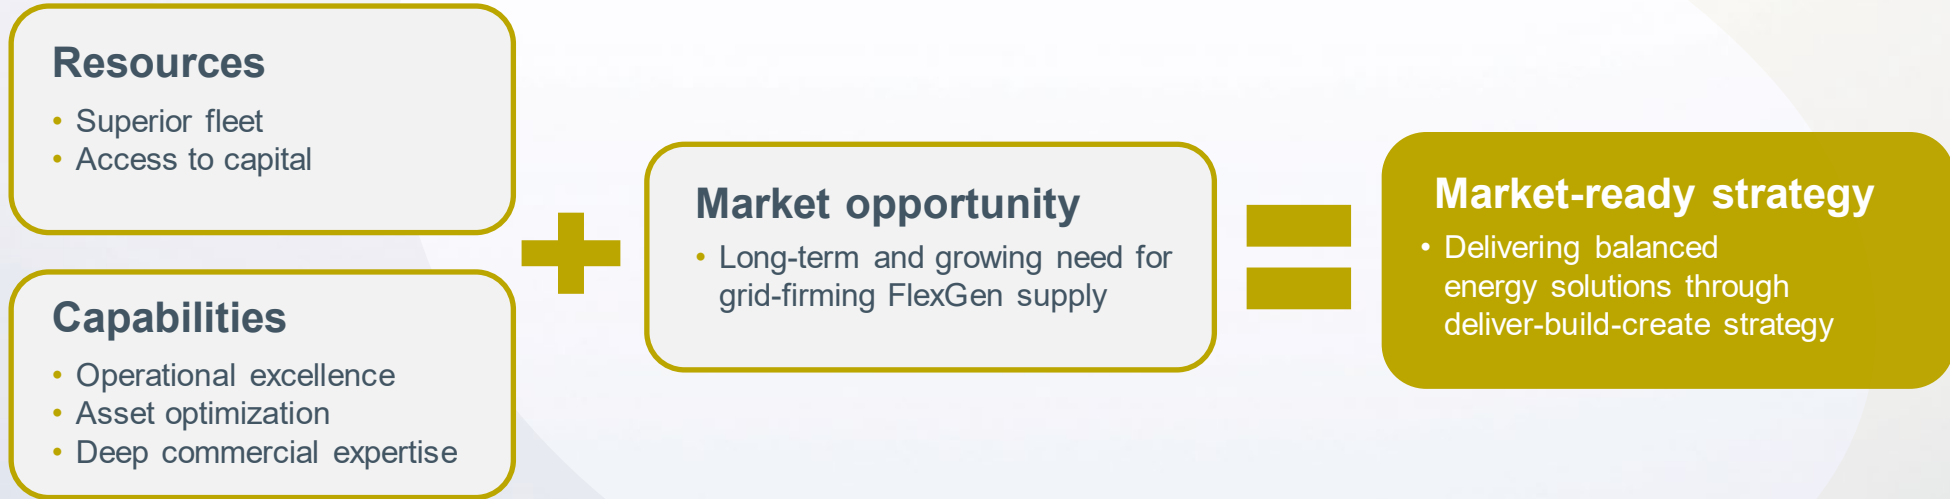 Resources
• Superior fleet
• Access to capital
Capabilities
• Operational excellence
• Asset optimization
• Deep commercial expertise
Market opportunity
• Long-term and growing need for
grid-firming FlexGen supply
Market-ready strategy
• Delivering balanced
energy solutions through
deliver-build-create strategy